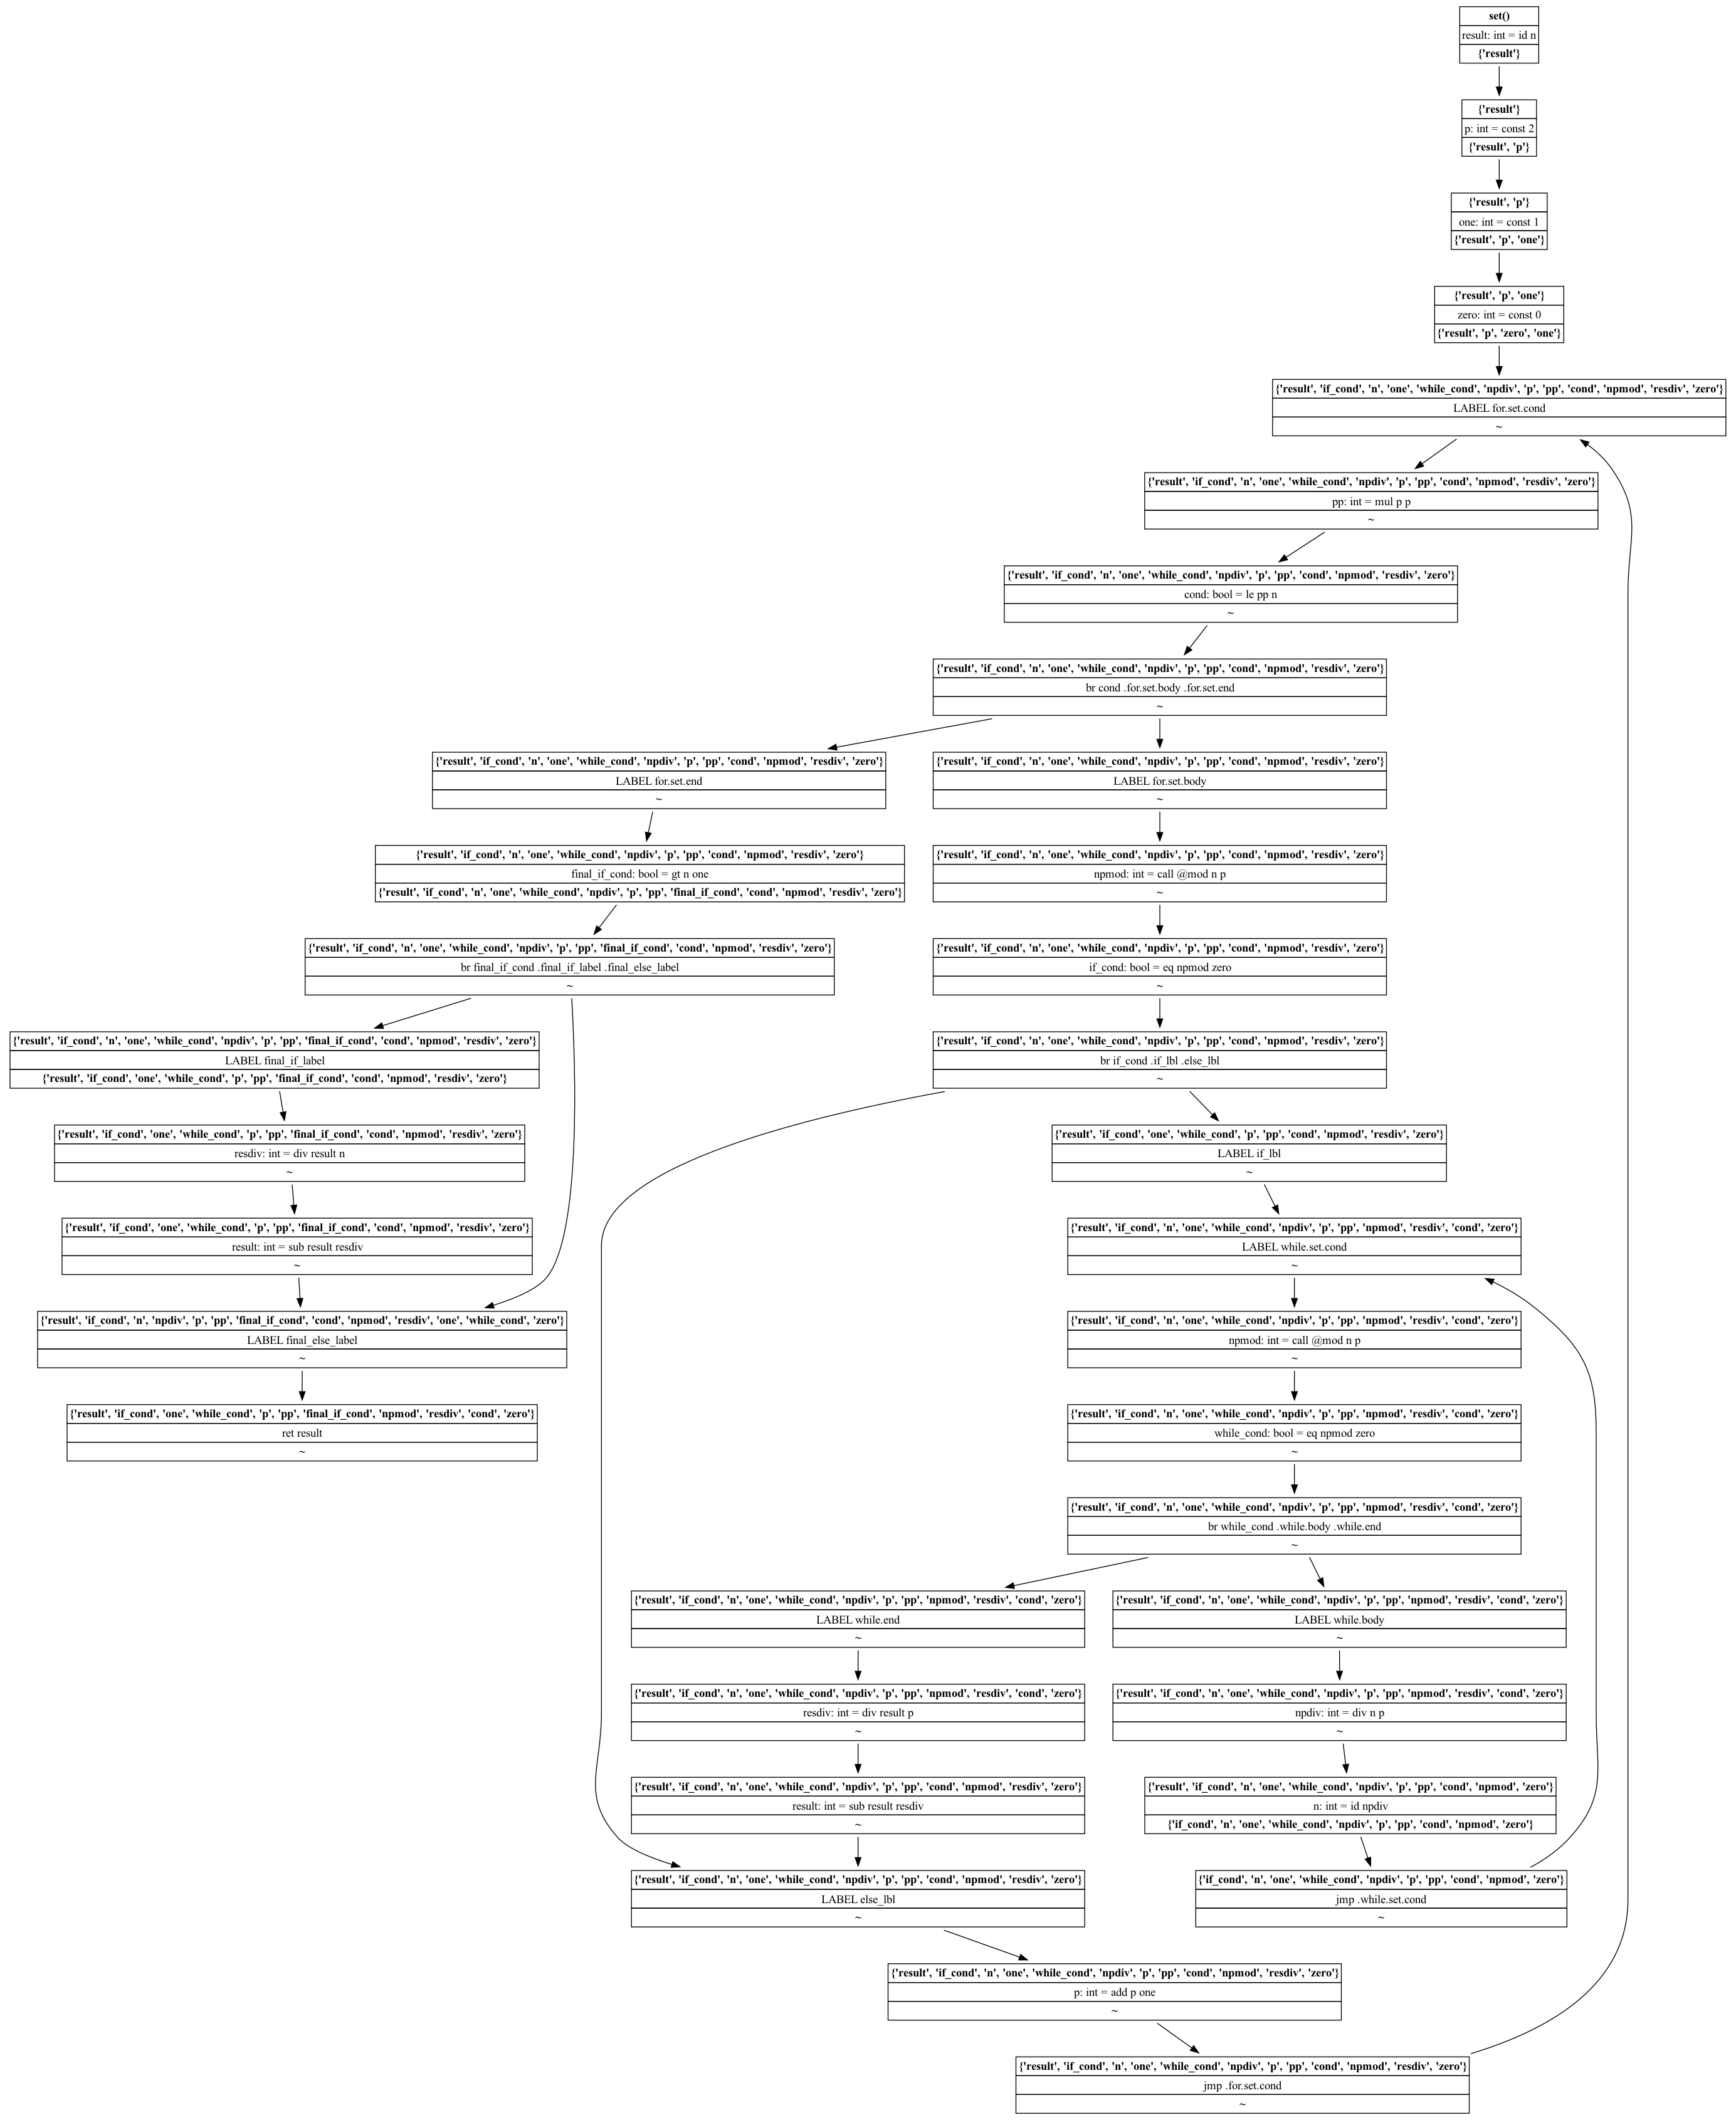 set()
result: int = id n
{'result'}
{'result'}
p: int = const 2
{'result', 'p'}
{'result', 'p'}
one: int = const 1
{'result', 'p', 'one'}
{'result', 'p', 'one'}
zero: int = const 0
{'result', 'p', 'zero', 'one'}
{'result', 'if_cond', 'n', 'one', 'while_cond', 'npdiv', 'p', 'pp', 'cond', 'npmod', 'resdiv', 'zero'}
LABEL for.set.cond
~
{'result', 'if_cond', 'n', 'one', 'while_cond', 'npdiv', 'p', 'pp', 'cond', 'npmod', 'resdiv', 'zero'}
pp: int = mul p p
~
{'result', 'if_cond', 'n', 'one', 'while_cond', 'npdiv', 'p', 'pp', 'cond', 'npmod', 'resdiv', 'zero'}
cond: bool = le pp n
~
{'result', 'if_cond', 'n', 'one', 'while_cond', 'npdiv', 'p', 'pp', 'cond', 'npmod', 'resdiv', 'zero'}
br cond .for.set.body .for.set.end
~
{'result', 'if_cond', 'n', 'one', 'while_cond', 'npdiv', 'p', 'pp', 'cond', 'npmod', 'resdiv', 'zero'}
LABEL for.set.end
~
{'result', 'if_cond', 'n', 'one', 'while_cond', 'npdiv', 'p', 'pp', 'cond', 'npmod', 'resdiv', 'zero'}
final_if_cond: bool = gt n one
{'result', 'if_cond', 'n', 'one', 'while_cond', 'npdiv', 'p', 'pp', 'final_if_cond', 'cond', 'npmod', 'resdiv', 'zero'}
{'result', 'if_cond', 'n', 'one', 'while_cond', 'npdiv', 'p', 'pp', 'final_if_cond', 'cond', 'npmod', 'resdiv', 'zero'}
br final_if_cond .final_if_label .final_else_label
~
{'result', 'if_cond', 'n', 'one', 'while_cond', 'npdiv', 'p', 'pp', 'final_if_cond', 'cond', 'npmod', 'resdiv', 'zero'}
LABEL final_if_label
{'result', 'if_cond', 'one', 'while_cond', 'p', 'pp', 'final_if_cond', 'cond', 'npmod', 'resdiv', 'zero'}
{'result', 'if_cond', 'one', 'while_cond', 'p', 'pp', 'final_if_cond', 'cond', 'npmod', 'resdiv', 'zero'}
resdiv: int = div result n
~
{'result', 'if_cond', 'one', 'while_cond', 'p', 'pp', 'final_if_cond', 'cond', 'npmod', 'resdiv', 'zero'}
result: int = sub result resdiv
~
{'result', 'if_cond', 'n', 'npdiv', 'p', 'pp', 'final_if_cond', 'cond', 'npmod', 'resdiv', 'one', 'while_cond', 'zero'}
LABEL final_else_label
~
{'result', 'if_cond', 'one', 'while_cond', 'p', 'pp', 'final_if_cond', 'npmod', 'resdiv', 'cond', 'zero'}
ret result
~
{'result', 'if_cond', 'n', 'one', 'while_cond', 'npdiv', 'p', 'pp', 'cond', 'npmod', 'resdiv', 'zero'}
LABEL for.set.body
~
{'result', 'if_cond', 'n', 'one', 'while_cond', 'npdiv', 'p', 'pp', 'cond', 'npmod', 'resdiv', 'zero'}
npmod: int = call @mod n p
~
{'result', 'if_cond', 'n', 'one', 'while_cond', 'npdiv', 'p', 'pp', 'cond', 'npmod', 'resdiv', 'zero'}
if_cond: bool = eq npmod zero
~
{'result', 'if_cond', 'n', 'one', 'while_cond', 'npdiv', 'p', 'pp', 'cond', 'npmod', 'resdiv', 'zero'}
br if_cond .if_lbl .else_lbl
~
{'result', 'if_cond', 'one', 'while_cond', 'p', 'pp', 'cond', 'npmod', 'resdiv', 'zero'}
LABEL if_lbl
~
{'result', 'if_cond', 'n', 'one', 'while_cond', 'npdiv', 'p', 'pp', 'npmod', 'resdiv', 'cond', 'zero'}
LABEL while.set.cond
~
{'result', 'if_cond', 'n', 'one', 'while_cond', 'npdiv', 'p', 'pp', 'npmod', 'resdiv', 'cond', 'zero'}
npmod: int = call @mod n p
~
{'result', 'if_cond', 'n', 'one', 'while_cond', 'npdiv', 'p', 'pp', 'npmod', 'resdiv', 'cond', 'zero'}
while_cond: bool = eq npmod zero
~
{'result', 'if_cond', 'n', 'one', 'while_cond', 'npdiv', 'p', 'pp', 'npmod', 'resdiv', 'cond', 'zero'}
br while_cond .while.body .while.end
~
{'result', 'if_cond', 'n', 'one', 'while_cond', 'npdiv', 'p', 'pp', 'npmod', 'resdiv', 'cond', 'zero'}
LABEL while.end
~
{'result', 'if_cond', 'n', 'one', 'while_cond', 'npdiv', 'p', 'pp', 'npmod', 'resdiv', 'cond', 'zero'}
resdiv: int = div result p
~
{'result', 'if_cond', 'n', 'one', 'while_cond', 'npdiv', 'p', 'pp', 'cond', 'npmod', 'resdiv', 'zero'}
result: int = sub result resdiv
~
{'result', 'if_cond', 'n', 'one', 'while_cond', 'npdiv', 'p', 'pp', 'cond', 'npmod', 'resdiv', 'zero'}
LABEL else_lbl
~
{'result', 'if_cond', 'n', 'one', 'while_cond', 'npdiv', 'p', 'pp', 'npmod', 'resdiv', 'cond', 'zero'}
LABEL while.body
~
{'result', 'if_cond', 'n', 'one', 'while_cond', 'npdiv', 'p', 'pp', 'npmod', 'resdiv', 'cond', 'zero'}
npdiv: int = div n p
~
{'result', 'if_cond', 'n', 'one', 'while_cond', 'npdiv', 'p', 'pp', 'cond', 'npmod', 'zero'}
n: int = id npdiv
{'if_cond', 'n', 'one', 'while_cond', 'npdiv', 'p', 'pp', 'cond', 'npmod', 'zero'}
{'if_cond', 'n', 'one', 'while_cond', 'npdiv', 'p', 'pp', 'cond', 'npmod', 'zero'}
jmp .while.set.cond
~
{'result', 'if_cond', 'n', 'one', 'while_cond', 'npdiv', 'p', 'pp', 'cond', 'npmod', 'resdiv', 'zero'}
p: int = add p one
~
{'result', 'if_cond', 'n', 'one', 'while_cond', 'npdiv', 'p', 'pp', 'cond', 'npmod', 'resdiv', 'zero'}
jmp .for.set.cond
~